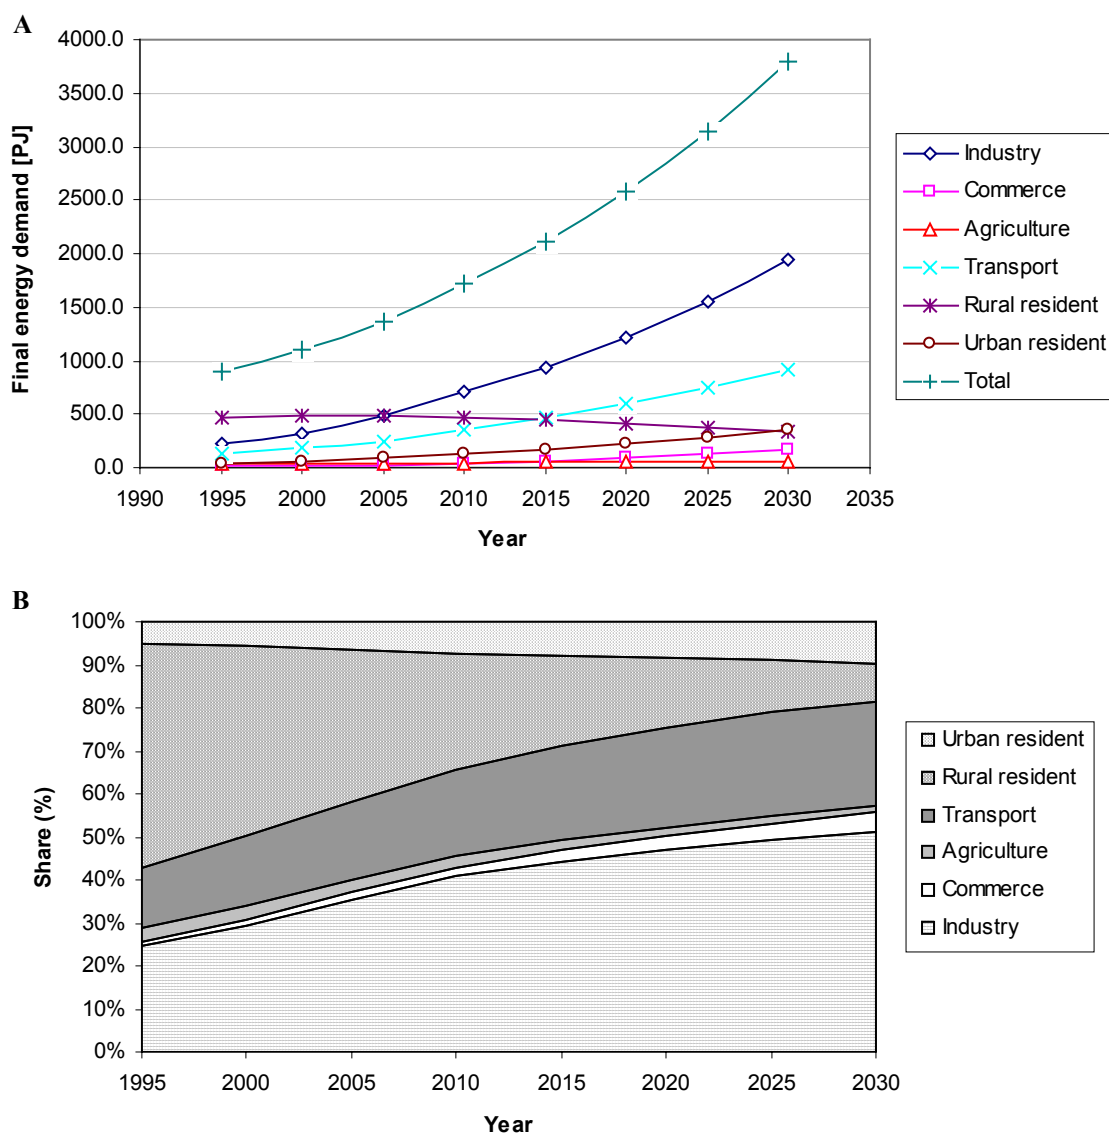 A
Final energy demand [PJ]
4000.0
3500.0
3000.0
2500.0
2000.0
1500.0
1000.0
500.0
0.0
1990 1995 2000 2005 2010 2015 2020 2025 2030 2035
Year
Industry
Commerce
Agriculture
Transport
Rural resident
Urban resident
Total
B
Share (%)
100%
90%
80%
70%
60%
50%
40%
30%
20%
10%
0%
1995 2000 2005 2010 2015 2020 2025 2030
Year
Urban resident
Rural resident
Transport
Agriculture
Commerce
Industry